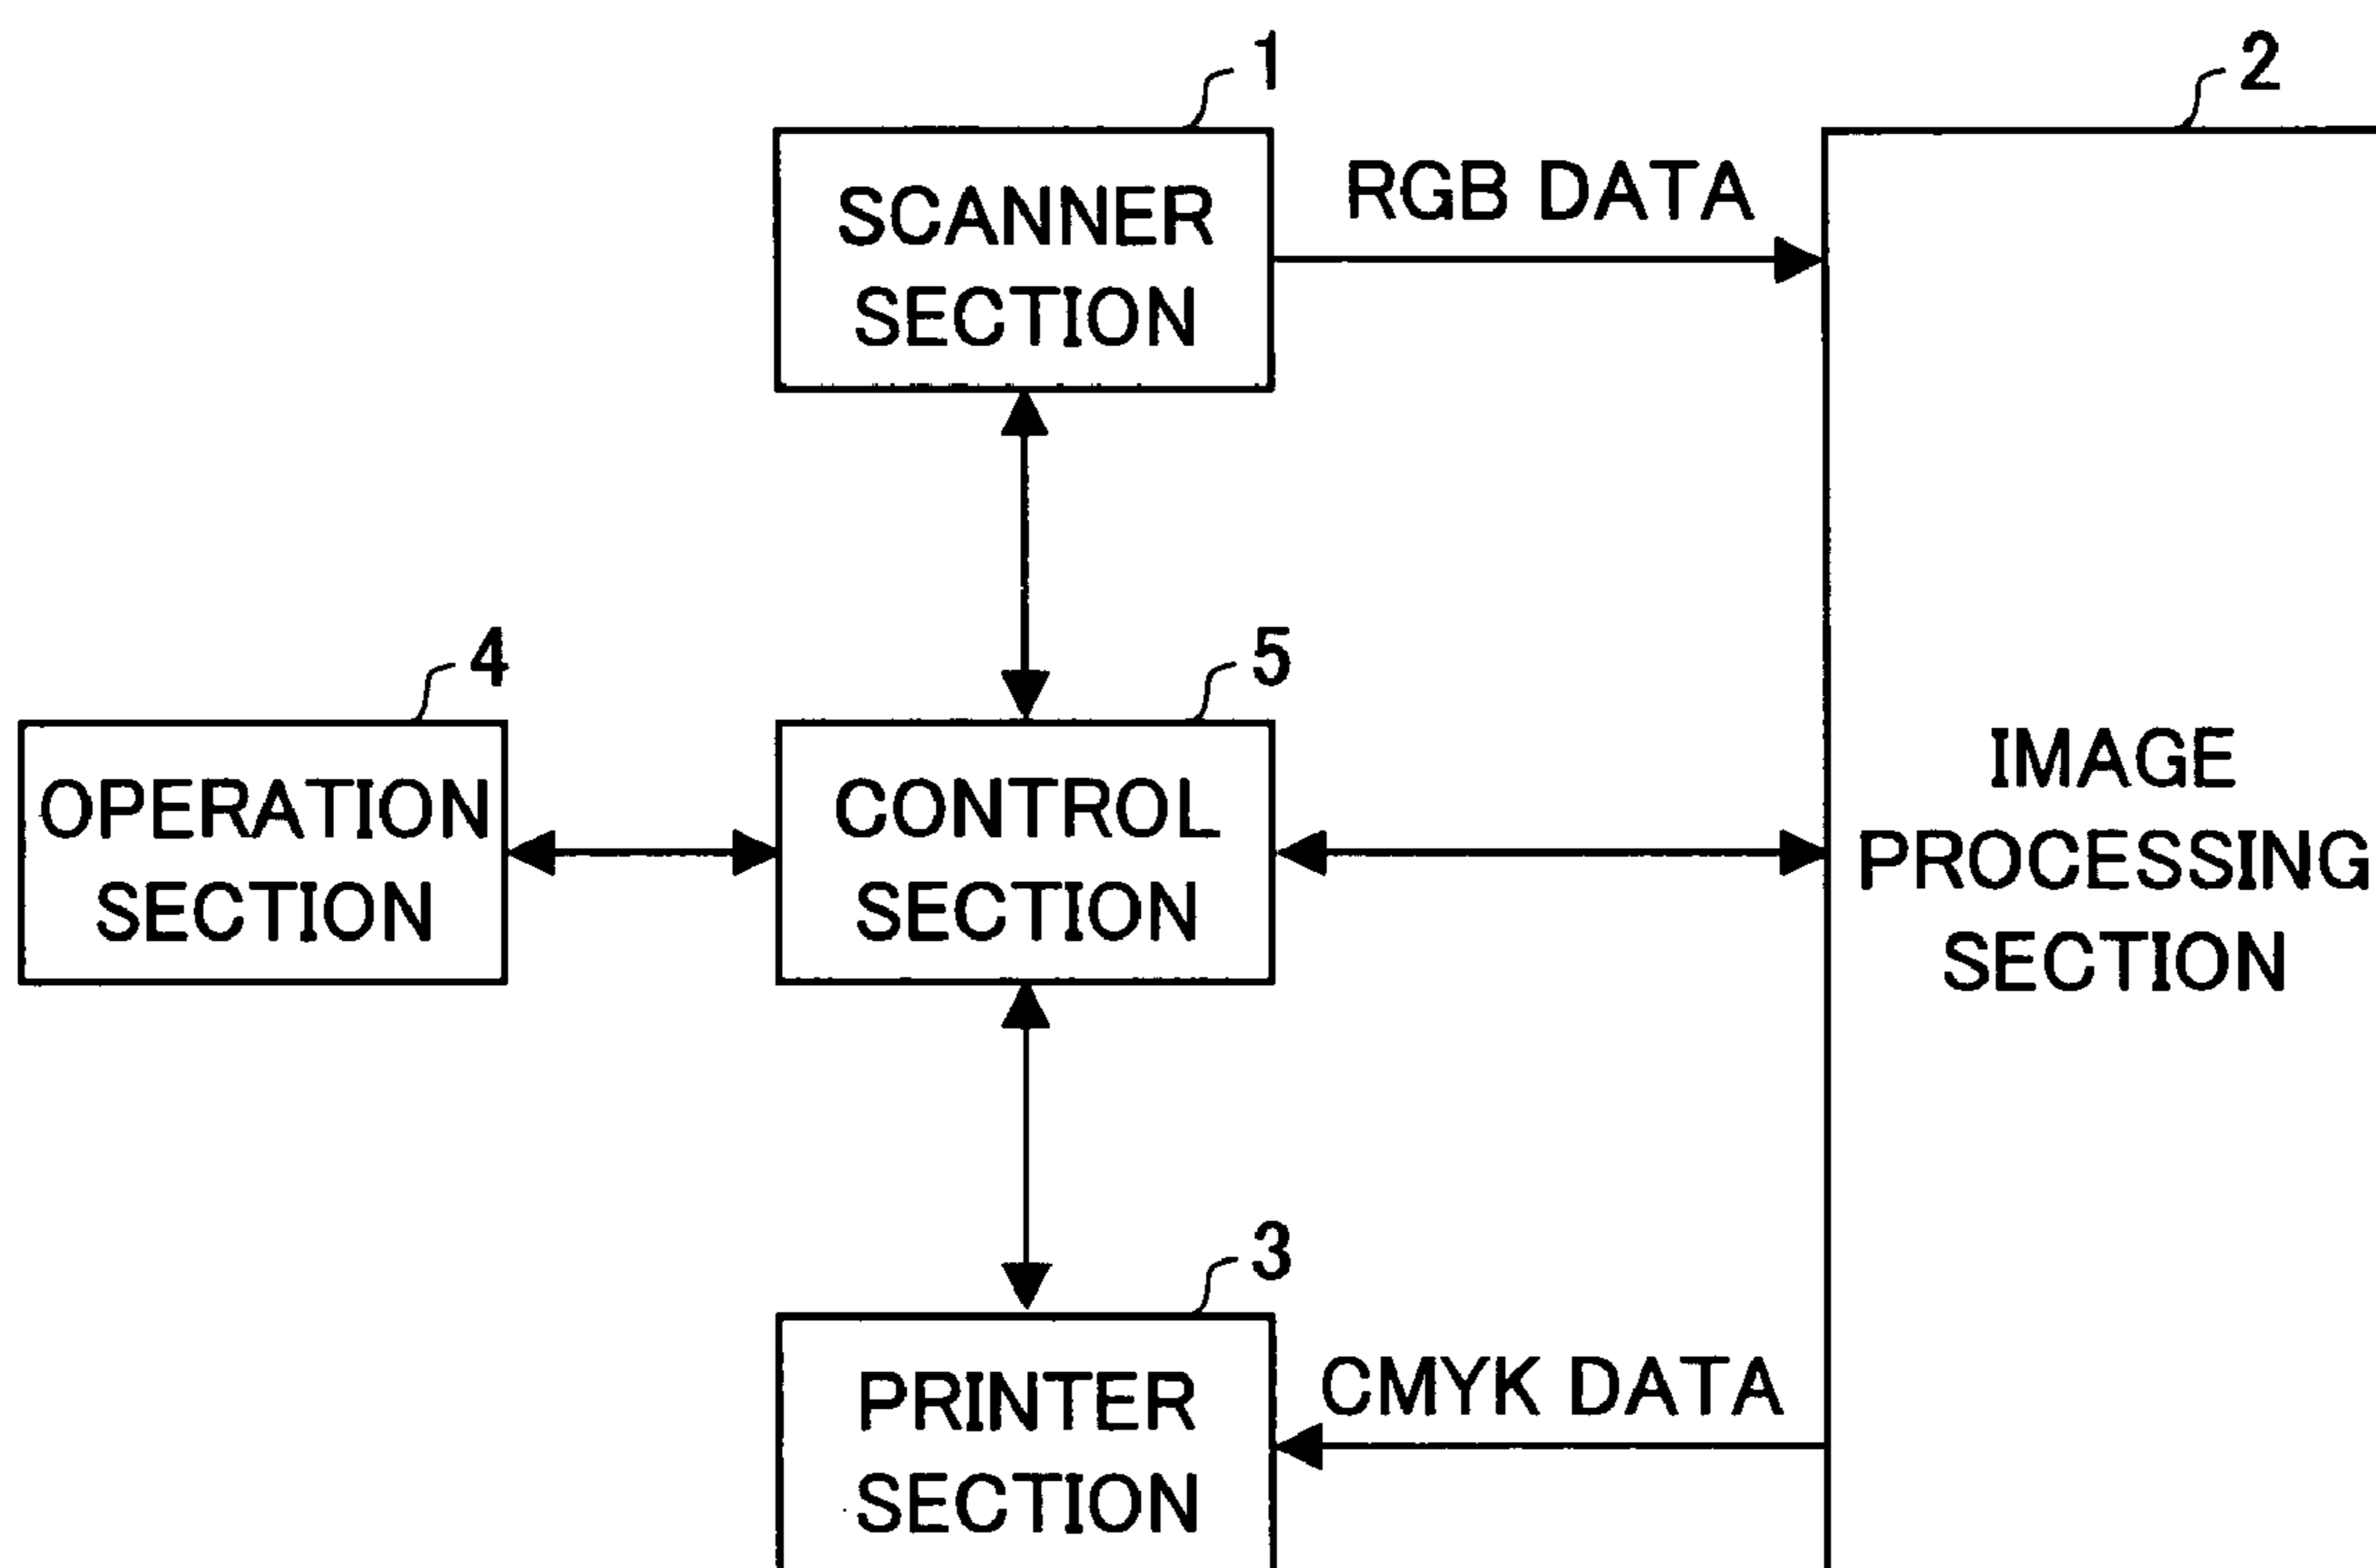 1
2
SCANNER
SECTION
RGB DATA
4
5
OPERATION
SECTION
CONTROL
SECTION
IMAGE
PROCESSING
SECTION
3
PRINTER
SECTION
CMYK DATA